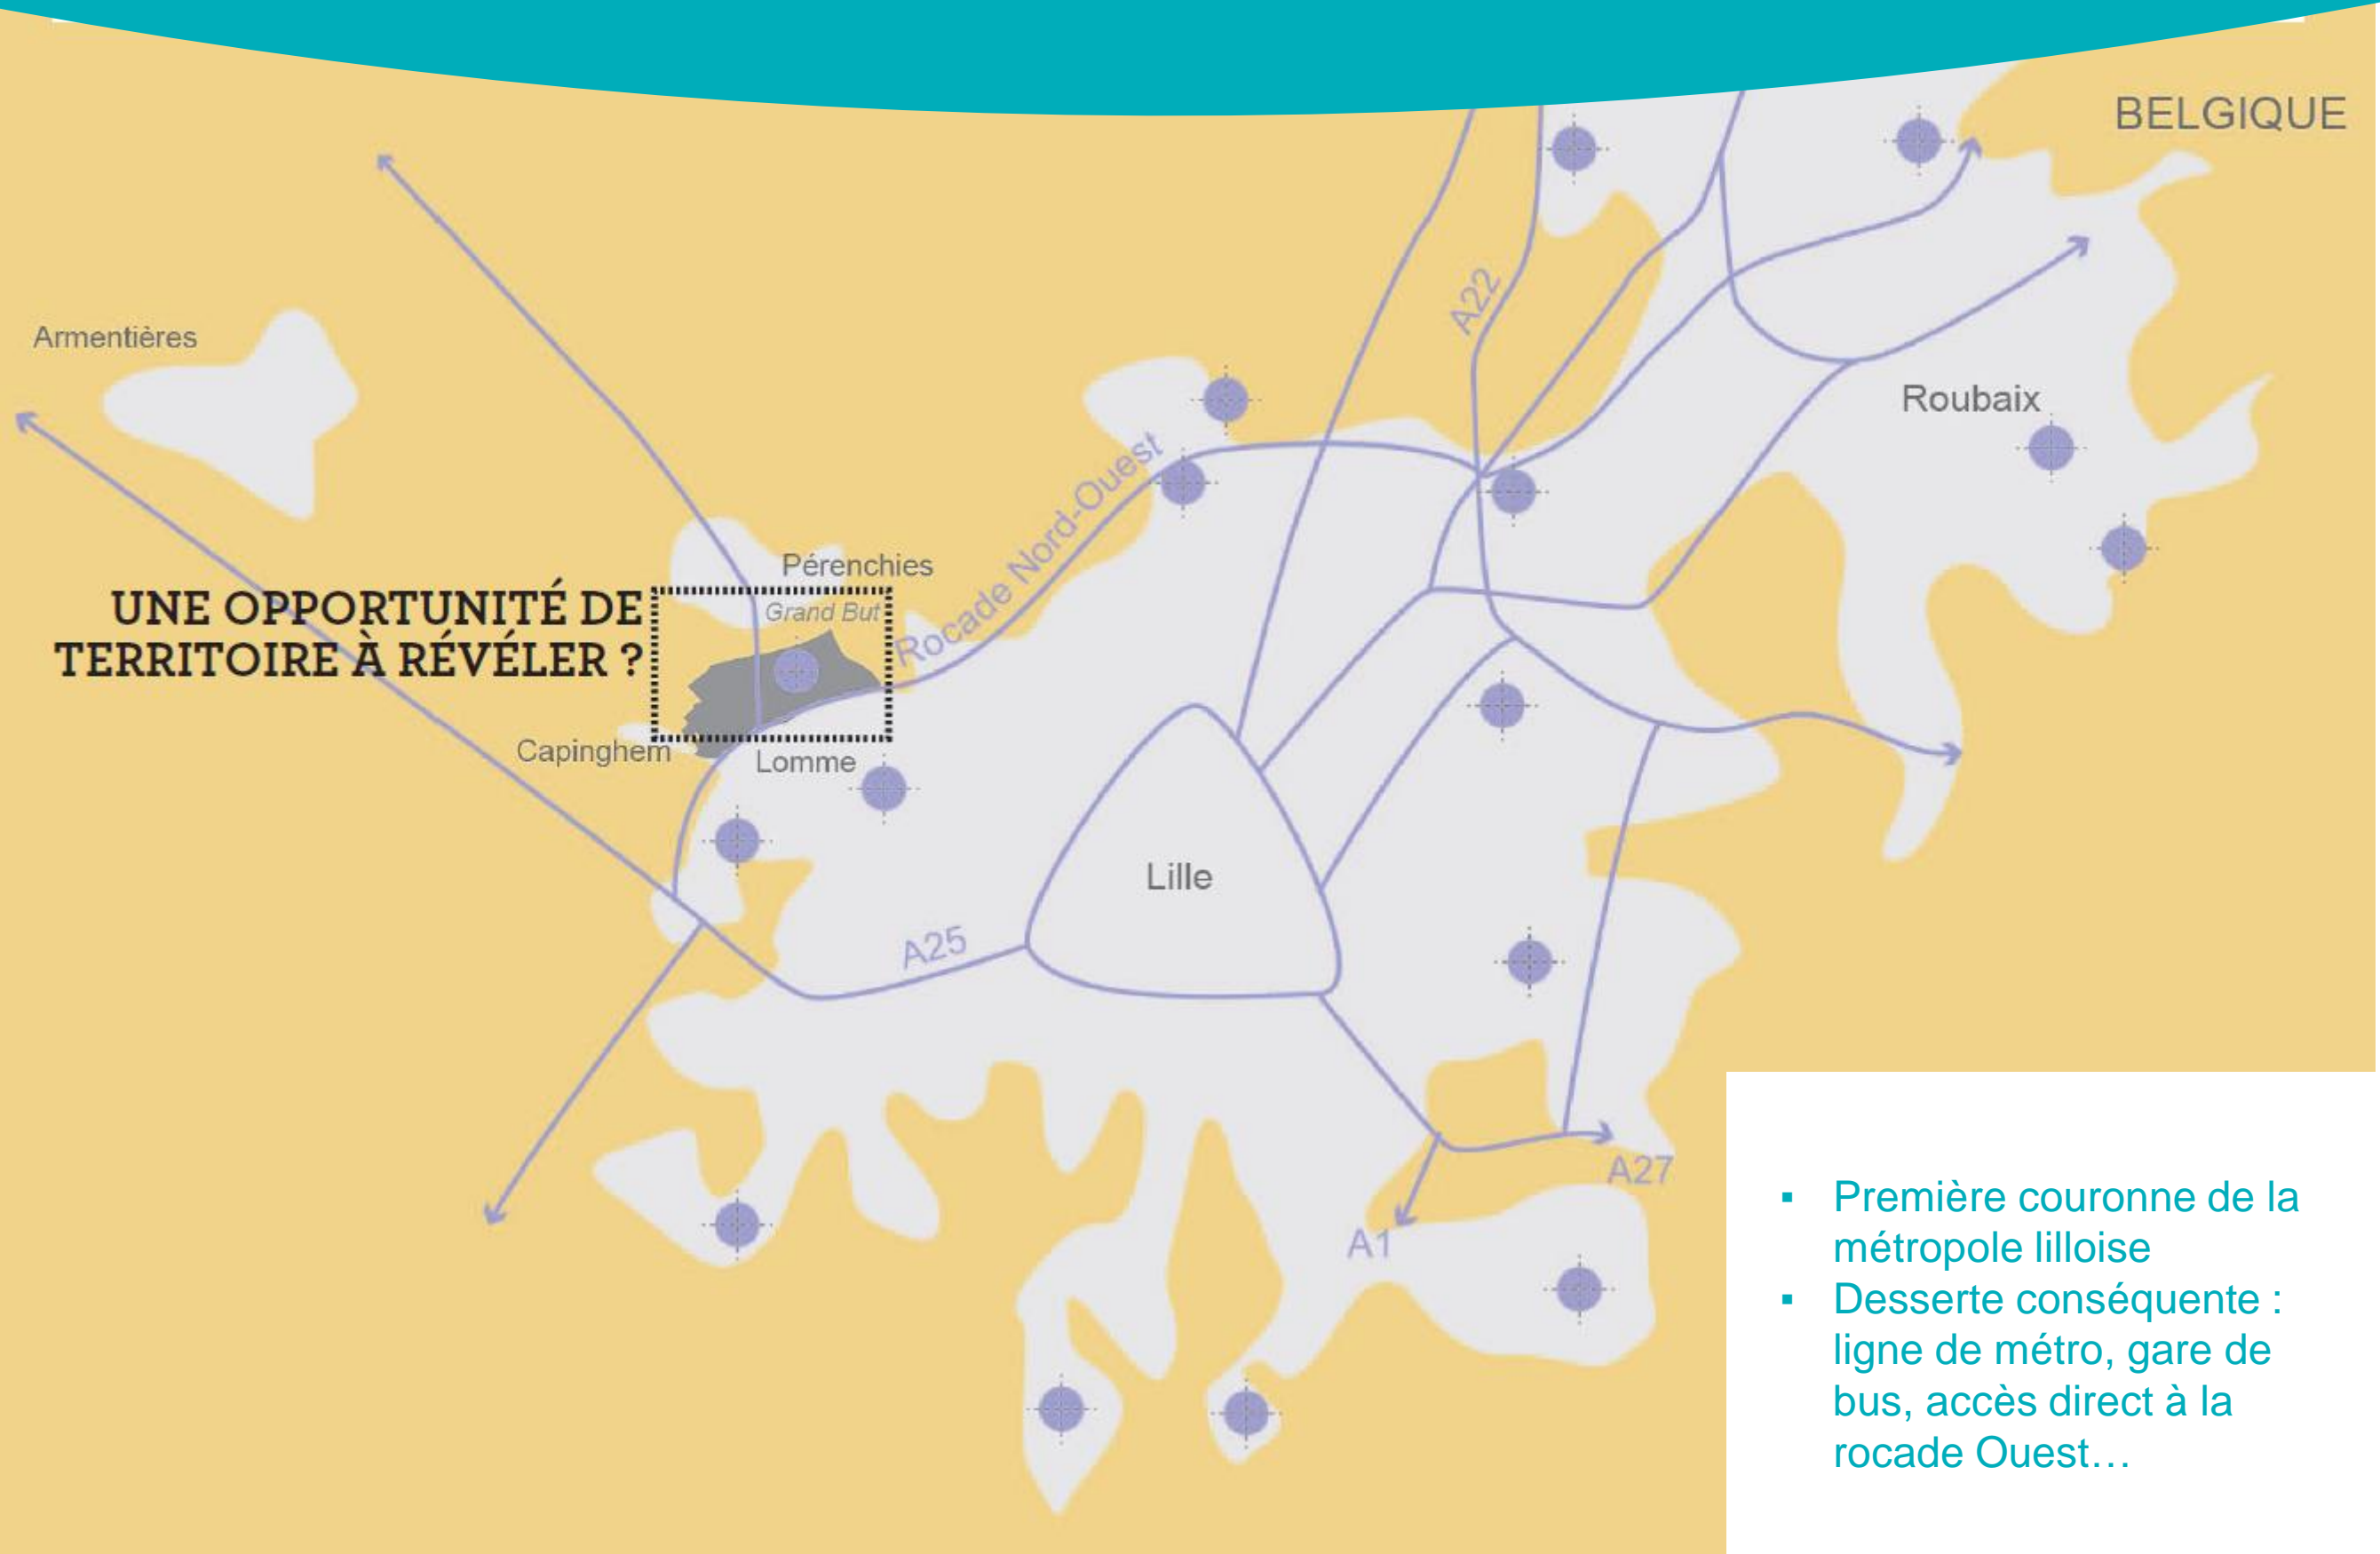 BELGIQUE
A22
Armentières
Roubaix
Rocade Nord-Ouest
Pérenchies
Grand But
UNE OPPORTUNITÉ DE
TERRITOIRE À RÉVÉLER ?
Capinghem
Lomme
Lille
A25
A27
A1
▪ Première couronne de la
métropole lilloise
▪ Desserte conséquente :
ligne de métro, gare de
bus, accès direct à la
rocade Ouest…